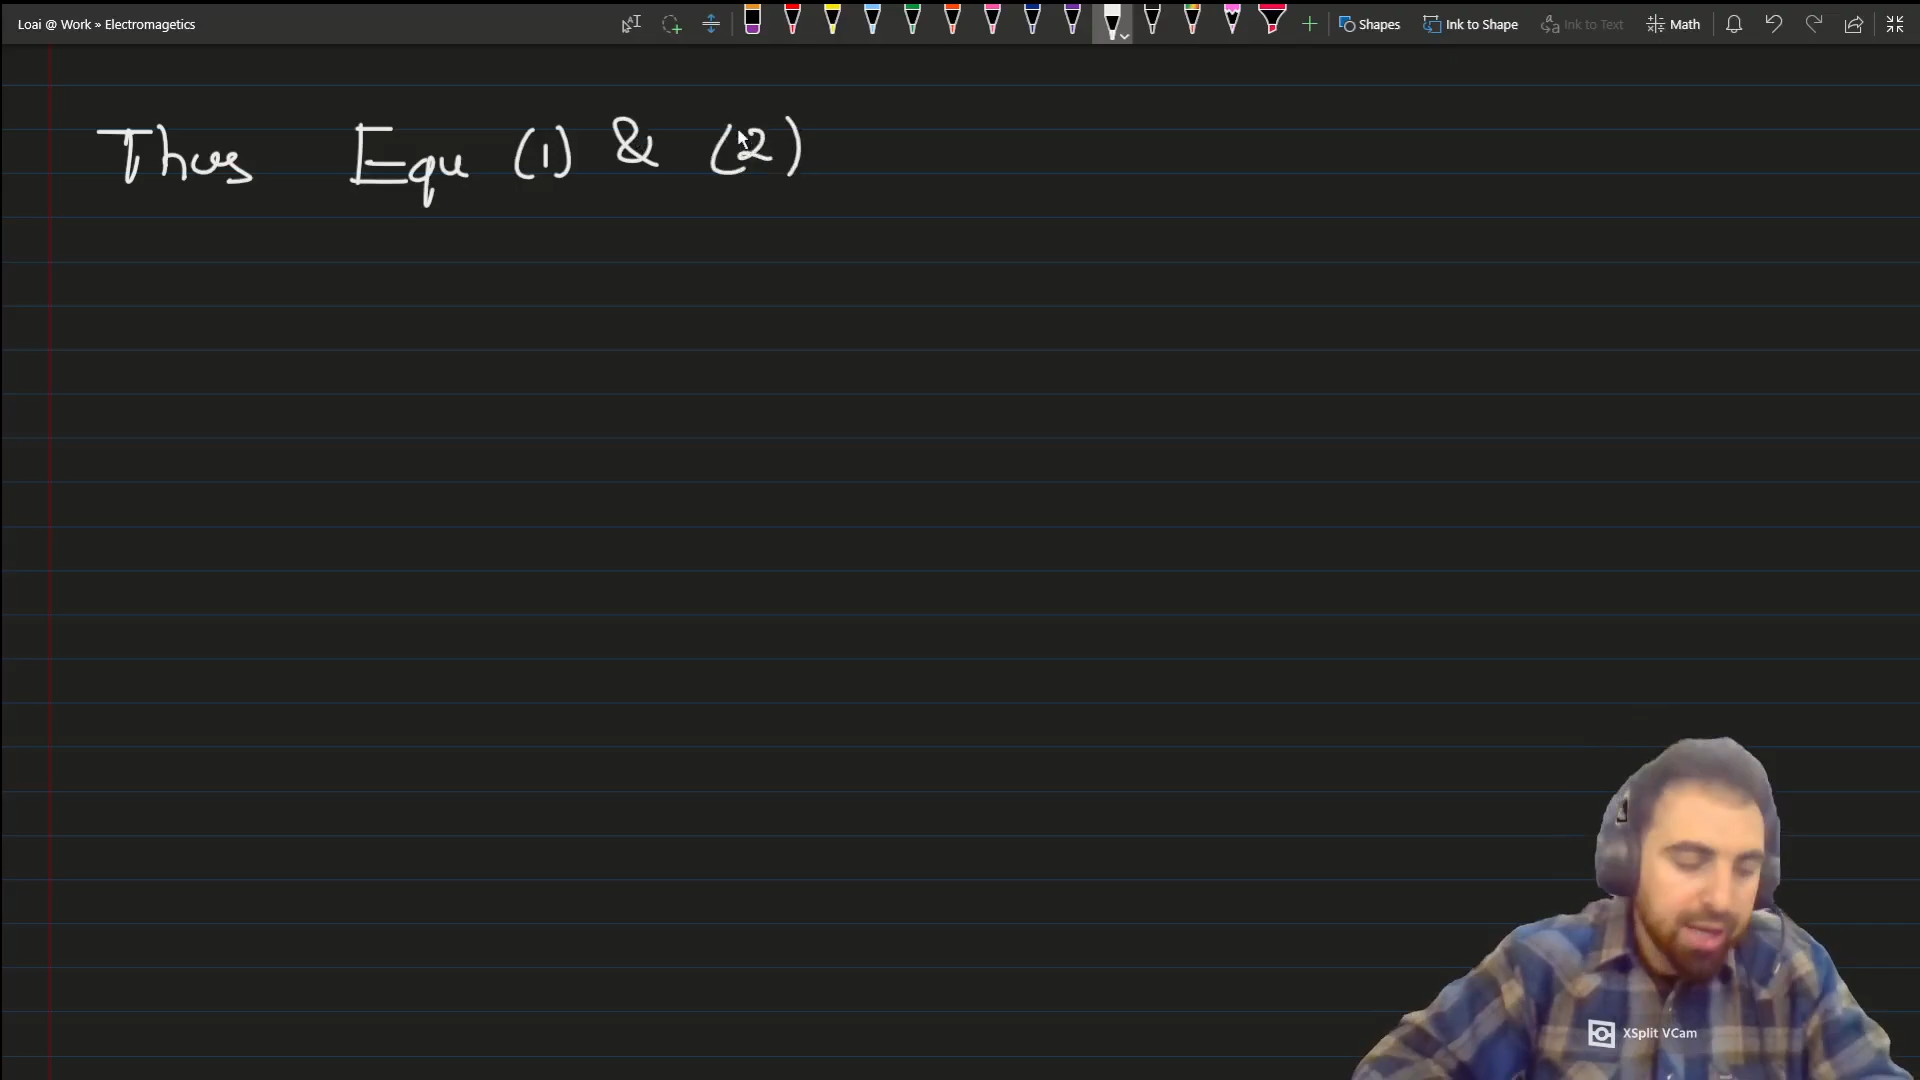 Loai @ Work » Electromagetics
Shapes Ink to Shape Ink to Text Math
Thus Equ (1) & (2)
XSplit VCam